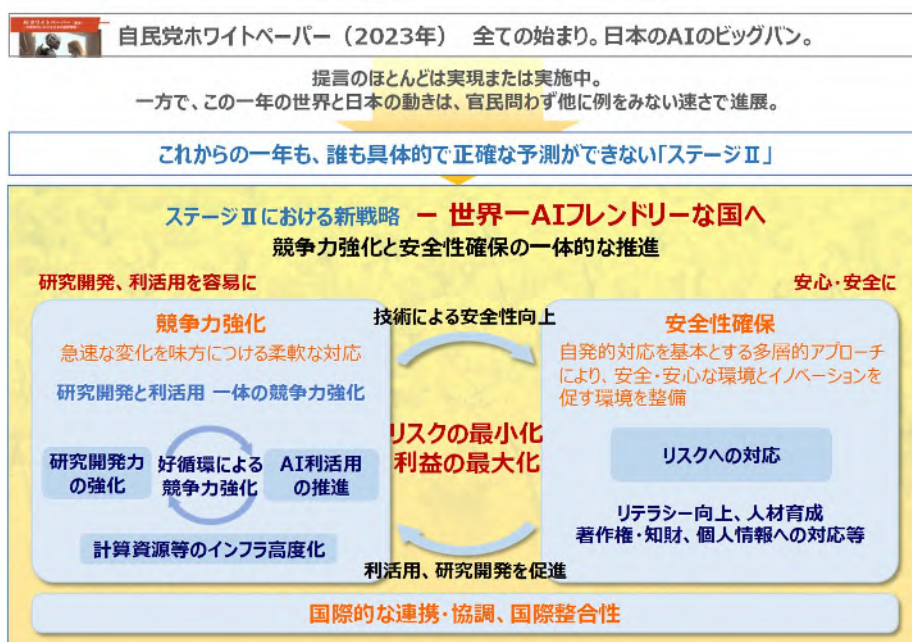 自民党ホワイトペーパー（2023年）　全ての始まり。日本のAIのビッグバン。
提言のほとんどは実現または実施中。
一方で、この一年の世界と日本の動きは、官民問わず他に例をみない速さで進展。
これからの一年も、誰も具体的で正確な予測ができない「ステージⅡ」
ステージⅡにおける新戦略 － 世界一AIフレンドリーな国へ
競争力強化と安全性確保の一体的な推進
研究開発、利活用を容易に
安心・安全に
競争力強化
急速な変化を味方につける柔軟な対応
研究開発と利活用 一体の競争力強化
研究開発力
の強化
好循環による
競争力強化
AI利活用
の推進
計算資源等のインフラ高度化
技術による安全性向上
リスクの最小化
利益の最大化
利活用、研究開発を促進
安全性確保
自発的対応を基本とする多層的アプローチ
により、安全・安心な環境とイノベーションを
促す環境を整備
リスクへの対応
リテラシー向上、人材育成
著作権・知財、個人情報への対応等
国際的な連携・協調、国際整合性